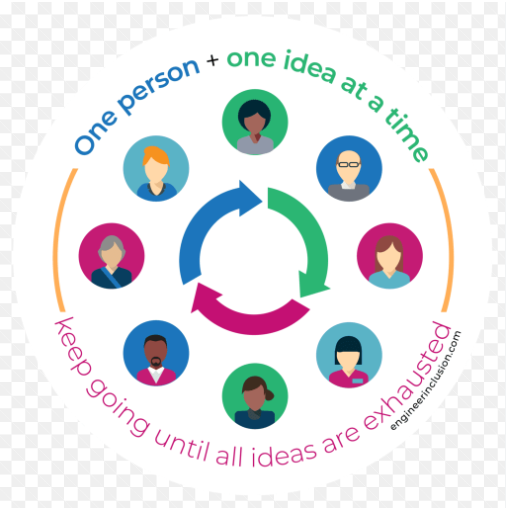 One person + one idea at a time
keep going until all ideas are exhausted
engineerinclusion.com